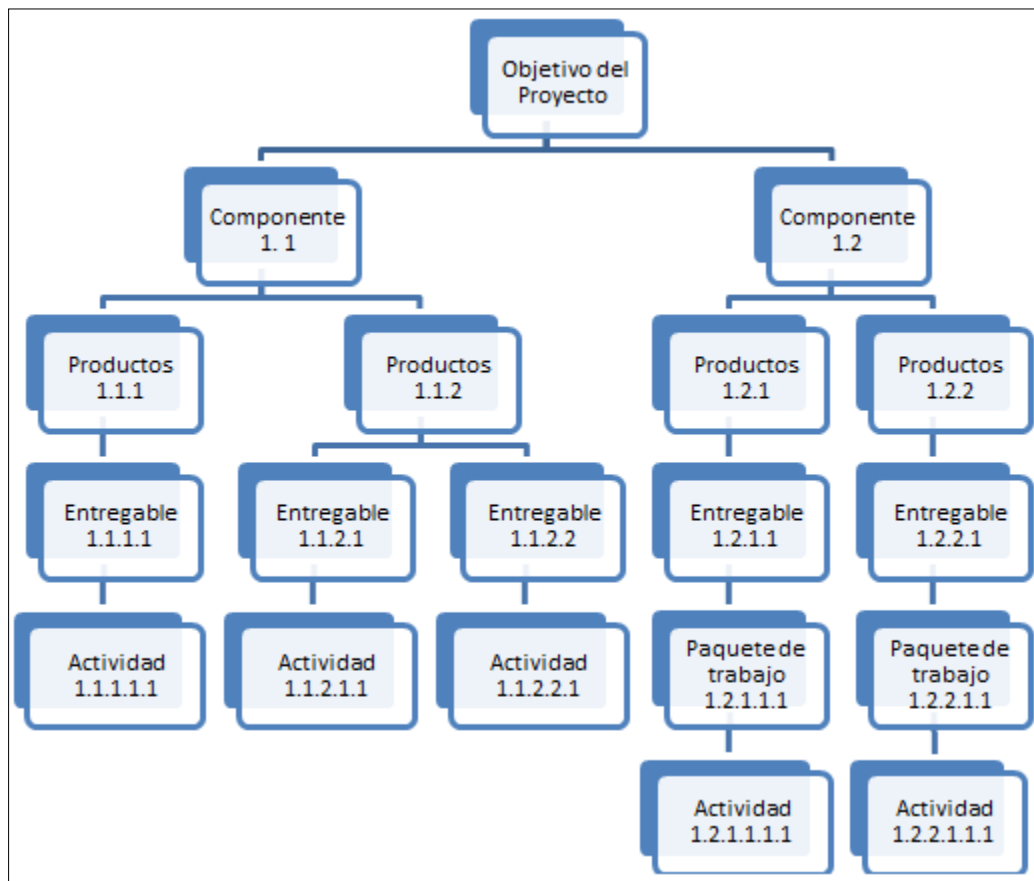 Objetivo del
Proyecto
Componente
1. 1
Componente
1.2
Productos
1.1.1
Productos
1.1.2
Productos
1.2.1
Productos
1.2.2
Entregable
1.1.1.1
Entregable
1.1.2.1
Entregable
1.1.2.2
Entregable
1.2.1.1
Entregable
1.2.2.1
Actividad
1.1.1.1.1
Actividad
1.1.2.1.1
Actividad
1.1.2.2.1
Paquete de
trabajo
1.2.1.1.1
Paquete de
trabajo
1.2.2.1.1
Actividad
1.2.1.1.1.1
Actividad
1.2.2.1.1.1